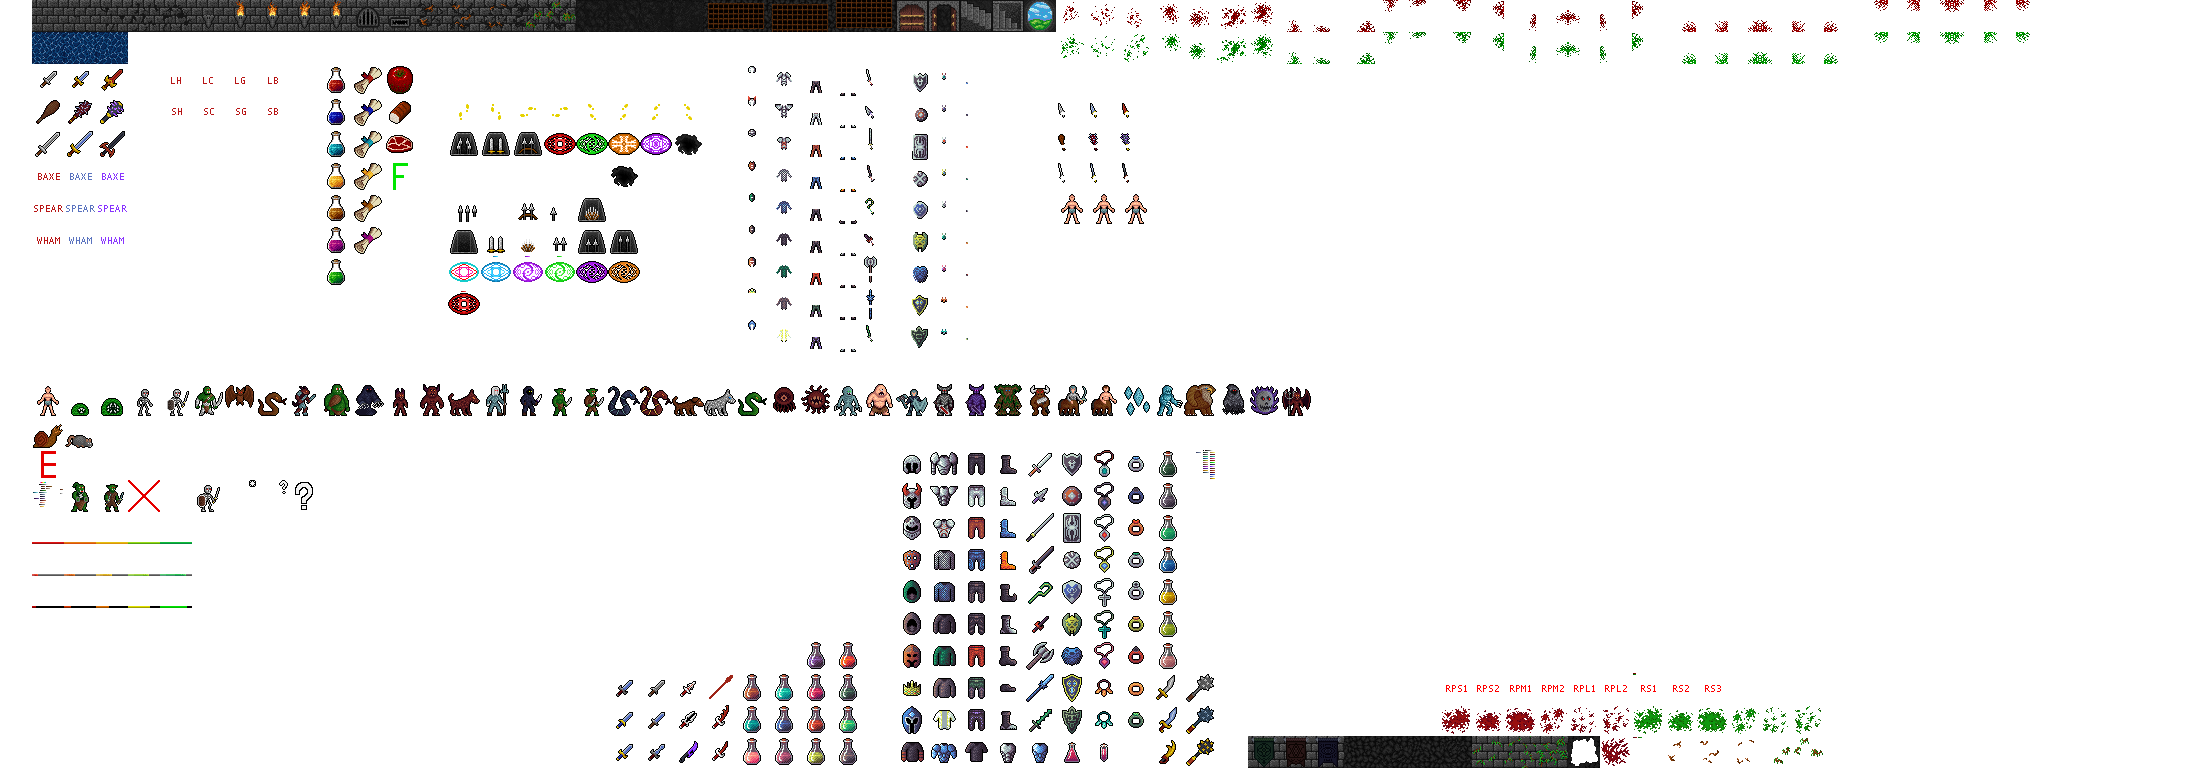 LH LC LG LB
SH SC SG SB
F
BAXE BAXE BAXE
SPEAR SPEAR SPEAR
WHAM WHAM WHAM
E
?
?
RPS1 RPS2 RPM1 RPM2 RPL1 RPL2 RS1 RS2 RS3